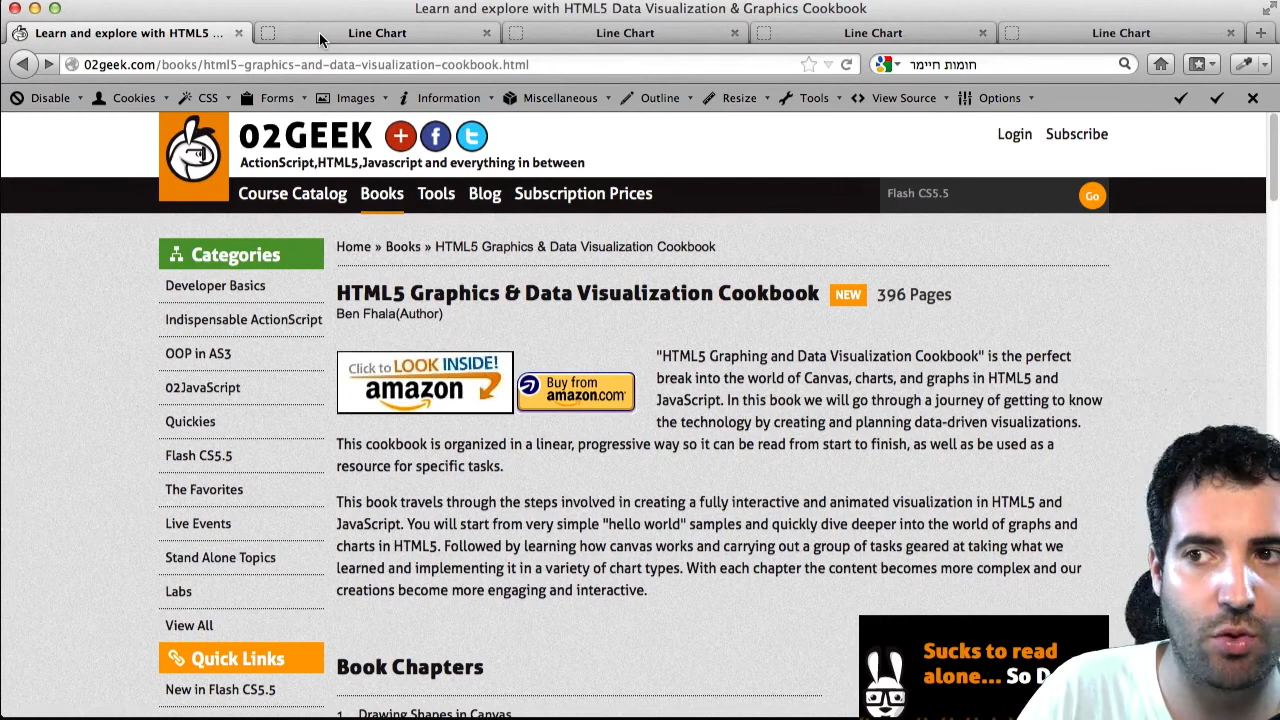 Learn and explore with HTML5 Data Visualization & Graphics Cookbook
Learn and explore with HTML5 ...
Line Chart
Line Chart
Line Chart
Line Chart
02geek.com/books/html5-graphics-and-data-visualization-cookbook.html
חומות חיימר
Disable
Cookies
CSS
Forms
Images
Information
Miscellaneous
Outline
Resize
Tools
View Source
Options
02GEEK
ActionScript,HTML5,Javascript and everything in between
Login
Subscribe
Course Catalog
Books
Tools
Blog
Subscription Prices
Flash CS5.5
Go
Categories
Developer Basics
Indispensable ActionScript
OOP in AS3
02JavaScript
Quickies
Flash CS5.5
The Favorites
Live Events
Stand Alone Topics
Labs
View All
Quick Links
New in Flash CS5.5
Home » Books » HTML5 Graphics & Data Visualization Cookbook
HTML5 Graphics & Data Visualization Cookbook
NEW
396 Pages
Ben Fhala(Author)
Click to LOOK INSIDE!
amazon
Buy from
amazon.com
"HTML5 Graphing and Data Visualization Cookbook" is the perfect
break into the world of Canvas, charts, and graphs in HTML5 and
JavaScript. In this book we will go through a journey of getting to know
the technology by creating and planning data-driven visualizations.
This cookbook is organized in a linear, progressive way so it can be read from start to finish, as well as be used as a
resource for specific tasks.
This book travels through the steps involved in creating a fully interactive and animated visualization in HTML5 and
JavaScript. You will start from very simple "hello world" samples and quickly dive deeper into the world of graphs and
charts in HTML5. Followed by learning how canvas works and carrying out a group of tasks geared at taking what we
learned and implementing it in a variety of chart types. With each chapter the content becomes more complex and our
creations become more engaging and interactive.
Book Chapters
1. Drawing Shapes in Canvas
Sucks to read
alone... So